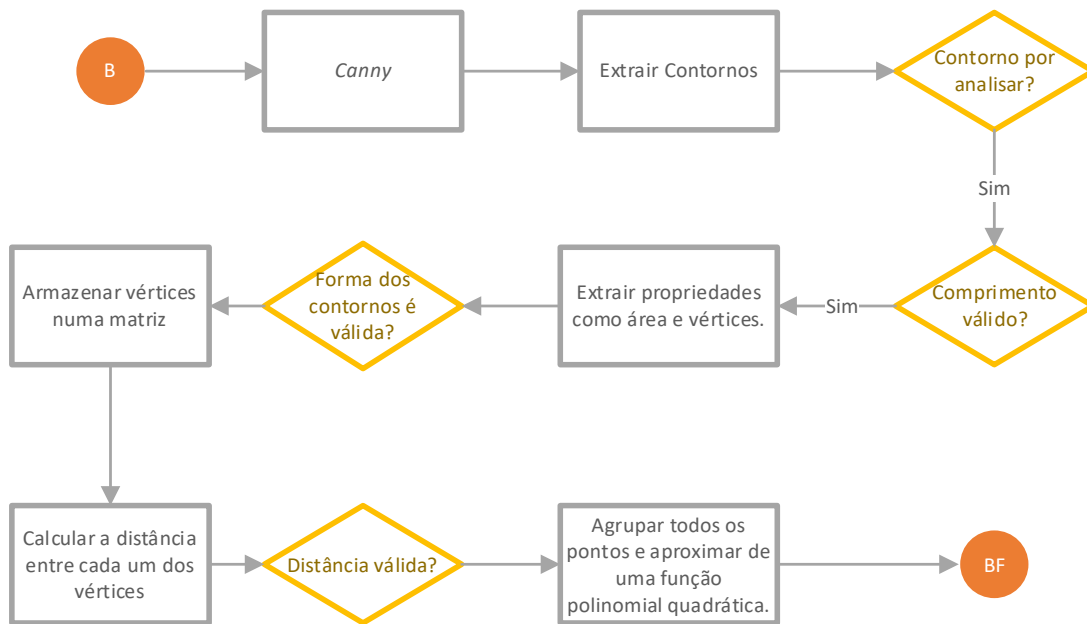 B
Canny
Extrair Contornos
Contorno por
analisar?
Sim
Comprimento
válido?
Sim
Extrair propriedades
como área e vértices.
Forma dos
contornos é
válida?
Armazenar vértices
numa matriz
Calcular a distância
entre cada um dos
vértices
Distância válida?
Agrupar todos os
pontos e aproximar de
uma função
polinomial quadrática.
BF